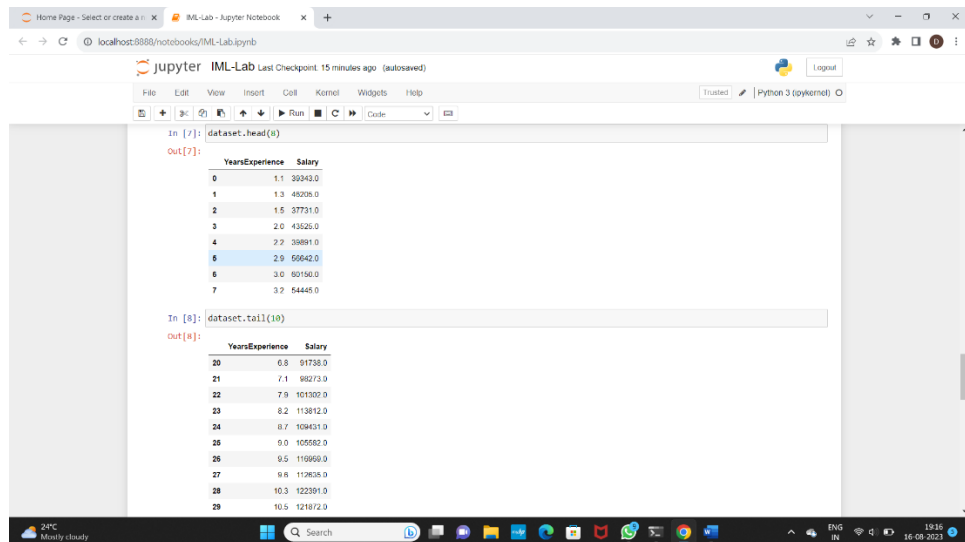 Home Page - Select or create a n
IML-Lab - Jupyter Notebook
localhost:8888/notebooks/IML-Lab.ipynb
jupyter IML-Lab Last Checkpoint: 15 minutes ago (autosaved)
Logout
File Edit View Insert Cell Kernel Widgets Help
Trusted Python 3 (ipykernel)
Run Code
In [7]: dataset.head(8)
Out[7]:
YearsExperience Salary
0 1.1 39343.0
1 1.3 46205.0
2 1.5 37731.0
3 2.0 43525.0
4 2.2 39891.0
5 2.9 56642.0
6 3.0 60150.0
7 3.2 54445.0
In [8]: dataset.tail(10)
Out[8]:
YearsExperience Salary
20 6.8 91738.0
21 7.1 98273.0
22 7.9 101302.0
23 8.2 113812.0
24 8.7 109431.0
25 9.0 105582.0
26 9.5 116969.0
27 9.6 112635.0
28 10.3 122391.0
29 10.5 121872.0
24°C
Mostly cloudy
Search
ENG
IN
19:16
16-08-2023